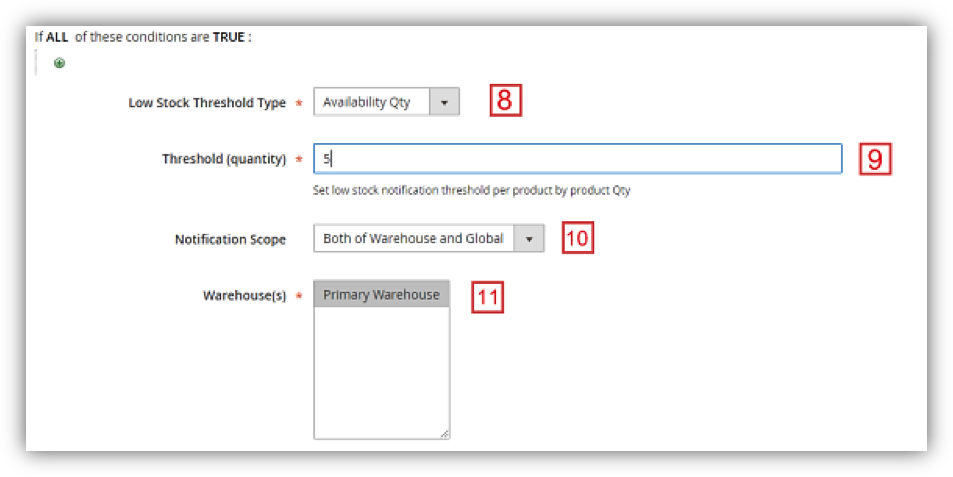 If ALL of these conditions are TRUE :
Low Stock Threshold Type * Availability Qty 8
Threshold (quantity) * 5 9
Set low stock notification threshold per product by product Qty
Notification Scope Both of Warehouse and Global 10
Warehouse(s) * Primary Warehouse 11